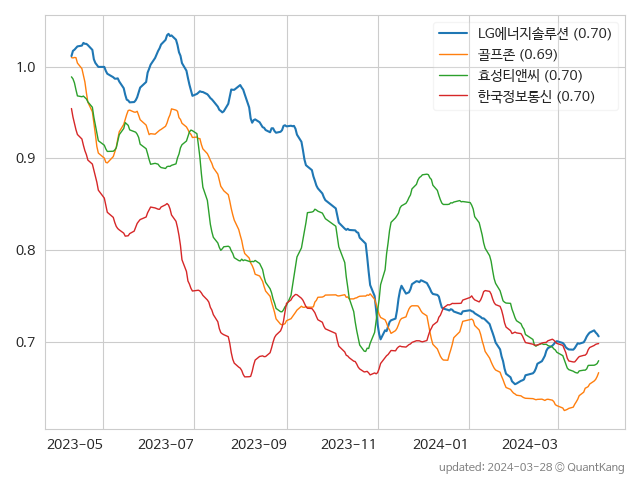 LG에너지솔루션 (0.70)
골프존 (0.69)
효성티앤씨 (0.70)
한국정보통신 (0.70)
1.0
0.9
0.8
0.7
2023-05 2023-07 2023-09 2023-11 2024-01 2024-03
updated: 2024-03-28 © QuantKang